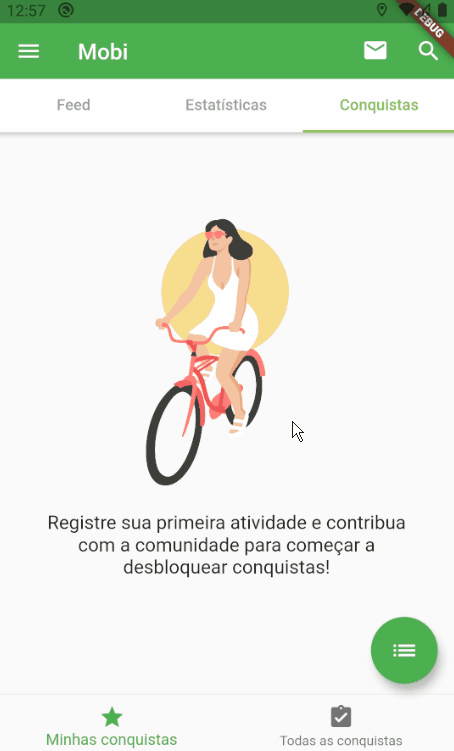 12:57
DEBUG
Mobi
Feed Estatísticas Conquistas
Registre sua primeira atividade e contribua
com a comunidade para começar a
desbloquear conquistas!
Minhas conquistas Todas as conquistas